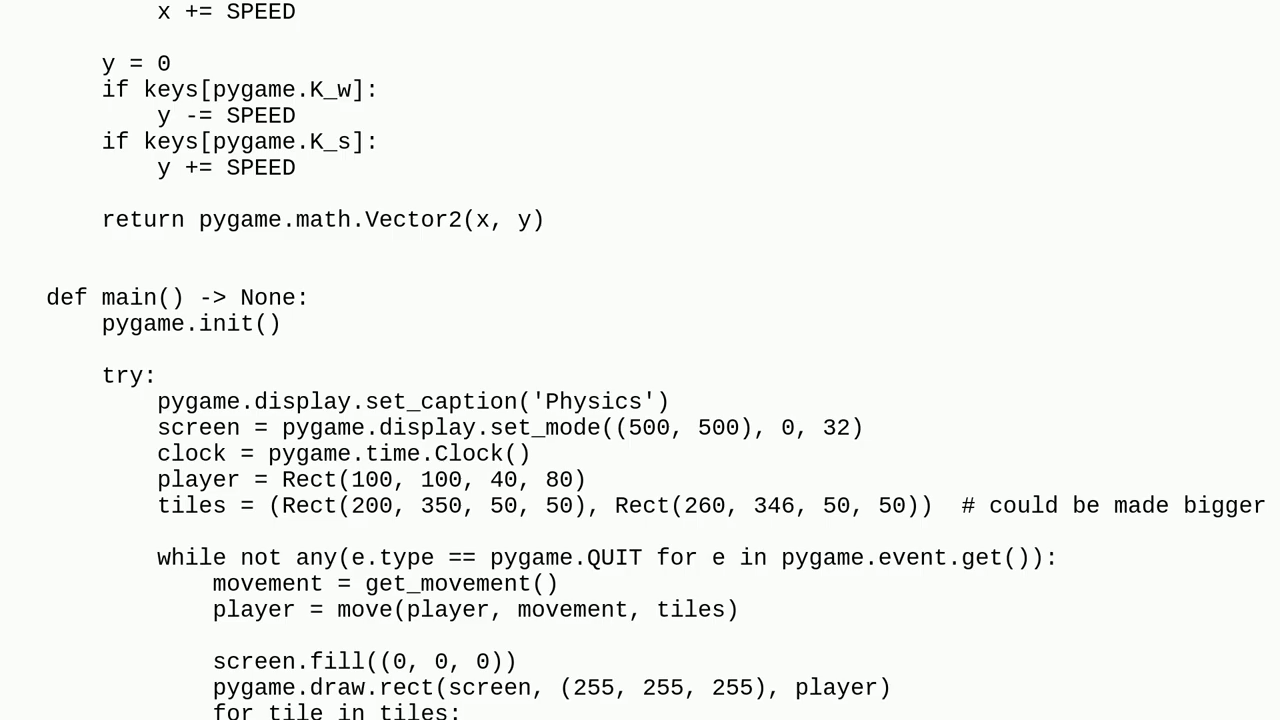 x += SPEED

        y = 0
        if keys[pygame.K_w]:
            y -= SPEED
        if keys[pygame.K_s]:
            y += SPEED

        return pygame.math.Vector2(x, y)


    def main() -> None:
        pygame.init()

        try:
            pygame.display.set_caption('Physics')
            screen = pygame.display.set_mode((500, 500), 0, 32)
            clock = pygame.time.Clock()
            player = Rect(100, 100, 40, 80)
            tiles = (Rect(200, 350, 50, 50), Rect(260, 346, 50, 50))  # could be made bigger

            while not any(e.type == pygame.QUIT for e in pygame.event.get()):
                movement = get_movement()
                player = move(player, movement, tiles)

                screen.fill((0, 0, 0))
                pygame.draw.rect(screen, (255, 255, 255), player)
                for tile in tiles: